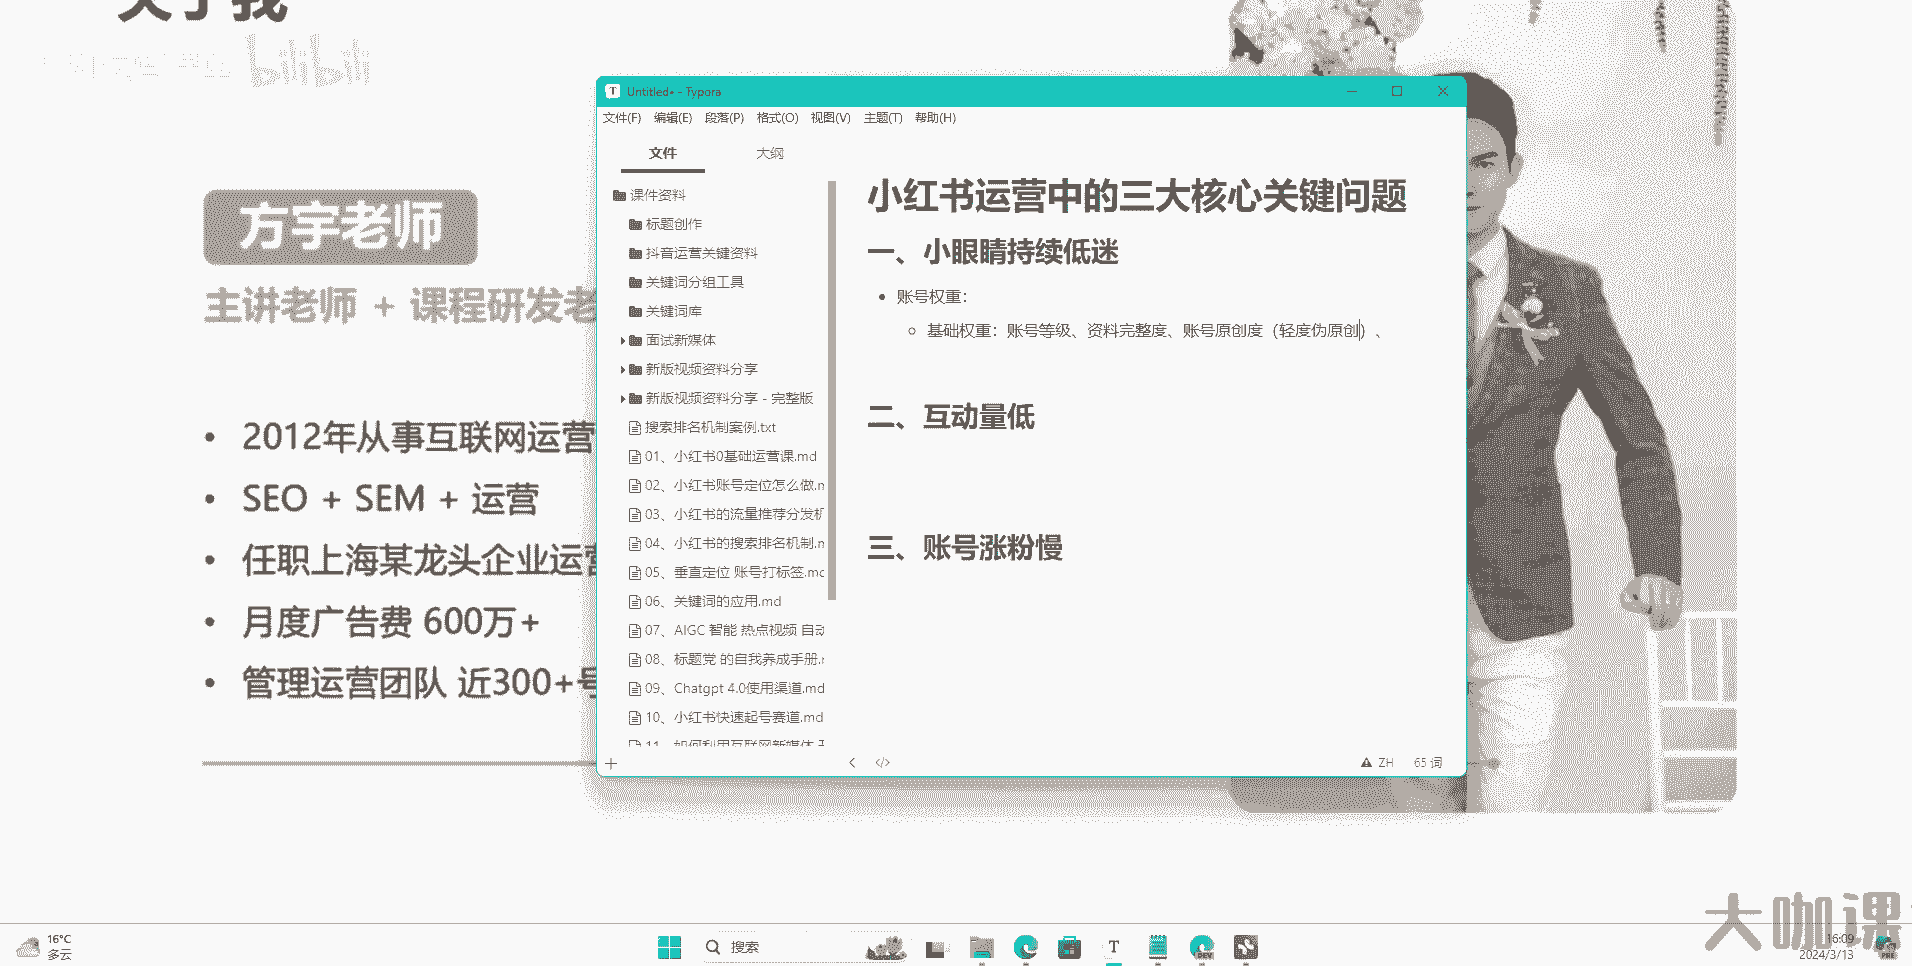 关于我
bilibili
方宇老师
主讲老师 + 课程研发老
• 2012年从事互联网运营
• SEO + SEM + 运营
• 任职上海某龙头企业运营
• 月度广告费 600万+
• 管理运营团队 近300+号
Untitled• - Typora
文件(F) 编辑(E) 段落(P) 格式(O) 视图(V) 主题(T) 帮助(H)
文件 大纲
课件资料
标题创作
抖音运营关键资料
关键词分组工具
关键词库
面试新媒体
新版视频资料分享
新版视频资料分享 - 完整版
搜索排名机制案例.txt
01、小红书0基础运营课.md
02、小红书账号定位怎么做.m
03、小红书的流量推荐分发机
04、小红书的搜索排名机制.m
05、垂直定位 账号打标签.mc
06、关键词的应用.md
07、AIGC 智能 热点视频 自动
08、标题党 的自我养成手册.
09、Chatgpt 4.0使用渠道.md
10、小红书快速起号赛道.md
11、如何利用互联网新媒体
小红书运营中的三大核心关键问题
一、小眼睛持续低迷
• 账号权重：
基础权重：账号等级、资料完整度、账号原创度（轻度伪原创）、
二、互动量低
三、账号涨粉慢
ZH 65 词
大咖课
16°C
多云
搜索
16:09
2024/3/13